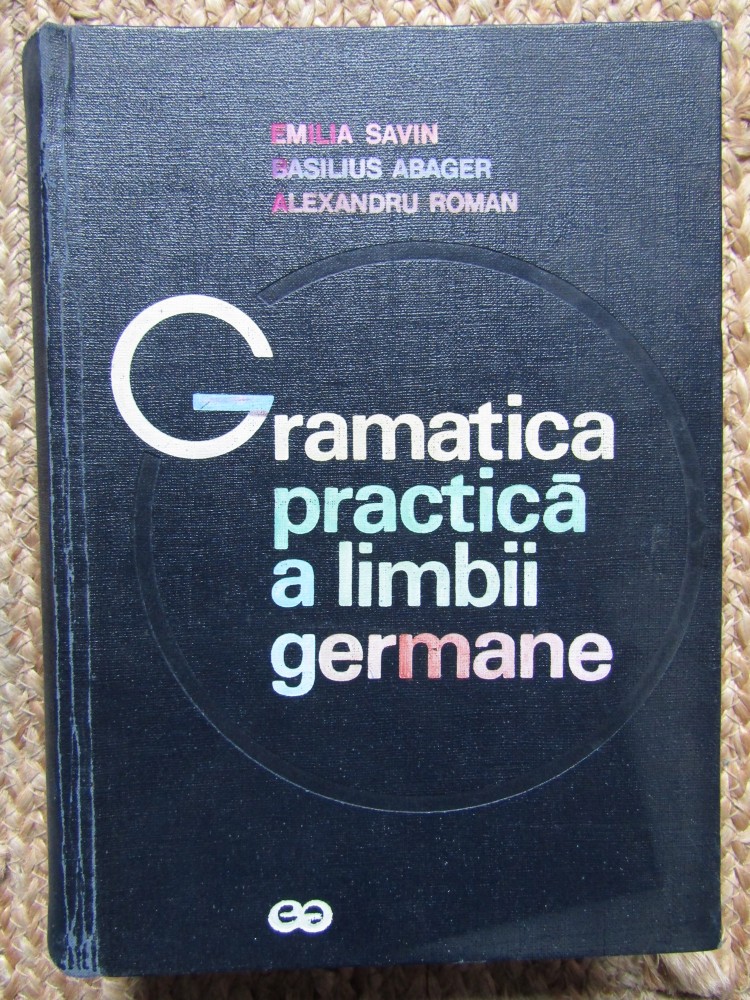 EMILIA SAVIN
BASILIUS ABAGER
ALEXANDRU ROMAN
Gramatica
practică
a limbii
germane